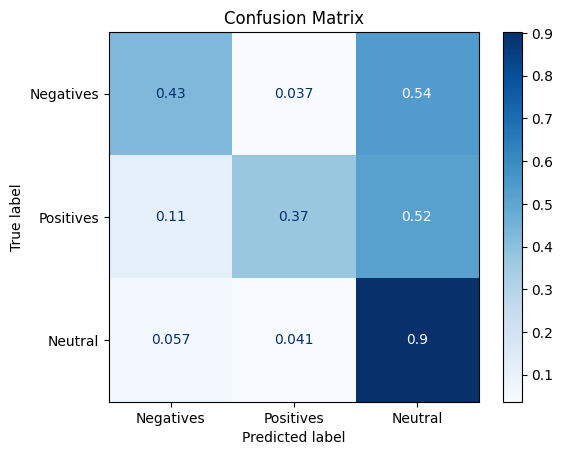 Confusion Matrix
True label
Negatives
0.43
0.037
0.54
Positives
0.11
0.37
0.52
Neutral
0.057
0.041
0.9
Negatives
Positives
Neutral
Predicted label
0.9
0.8
0.7
0.6
0.5
0.4
0.3
0.2
0.1